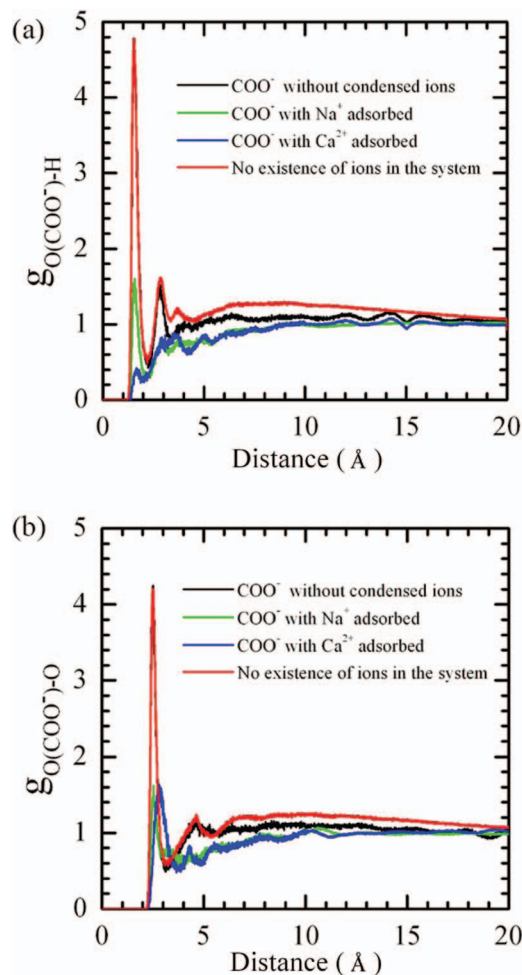 (a)
COO⁻ without condensed ions
COO⁻ with Na⁺ adsorbed
COO⁻ with Ca²⁺ adsorbed
No existence of ions in the system
g_O(COO⁻)-H
5
4
3
2
1
0
0 5 10 15 20
Distance ( Å )
(b)
COO⁻ without condensed ions
COO⁻ with Na⁺ adsorbed
COO⁻ with Ca²⁺ adsorbed
No existence of ions in the system
g_O(COO⁻)-O
5
4
3
2
1
0
0 5 10 15 20
Distance ( Å )